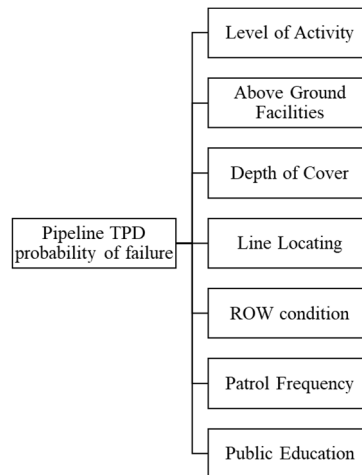 Level of Activity
Above Ground
Facilities
Depth of Cover
Pipeline TPD
probability of failure
Line Locating
ROW condition
Patrol Frequency
Public Education